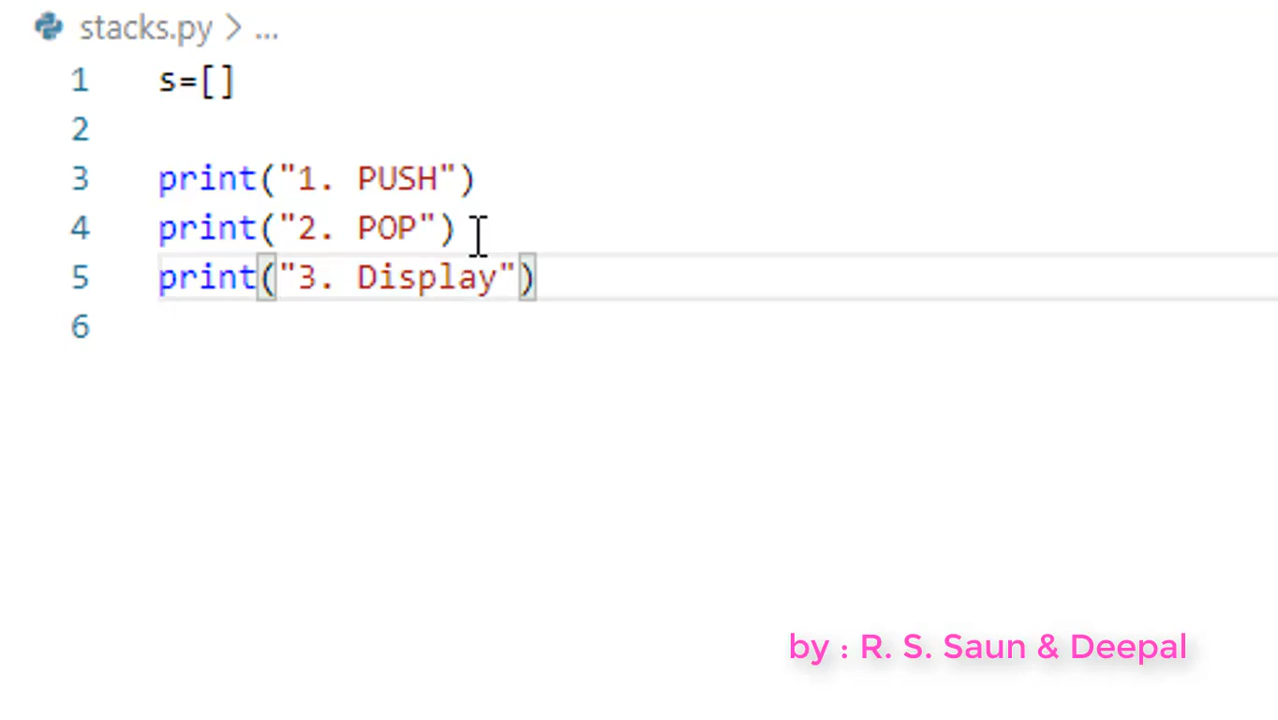 stacks.py > ...
1 s=[]
2
3 print("1. PUSH")
4 print("2. POP")
5 print("3. Display")
6
by : R. S. Saun & Deepal